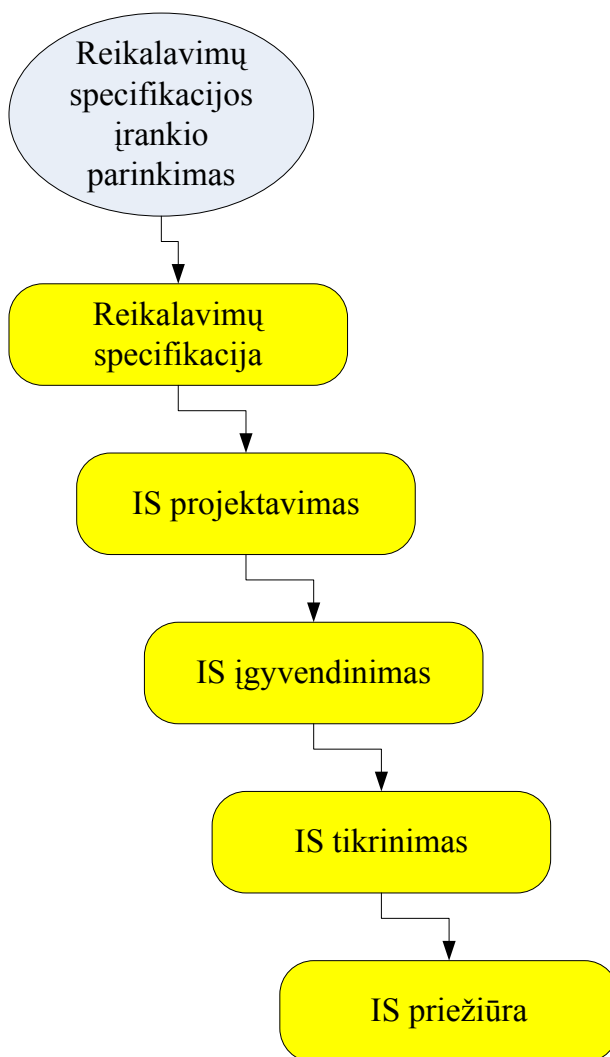 Reikalavimų
specifikacijos
įrankio
parinkimas
Reikalavimų
specifikacija
IS projektavimas
IS įgyvendinimas
IS tikrinimas
IS priežiūra